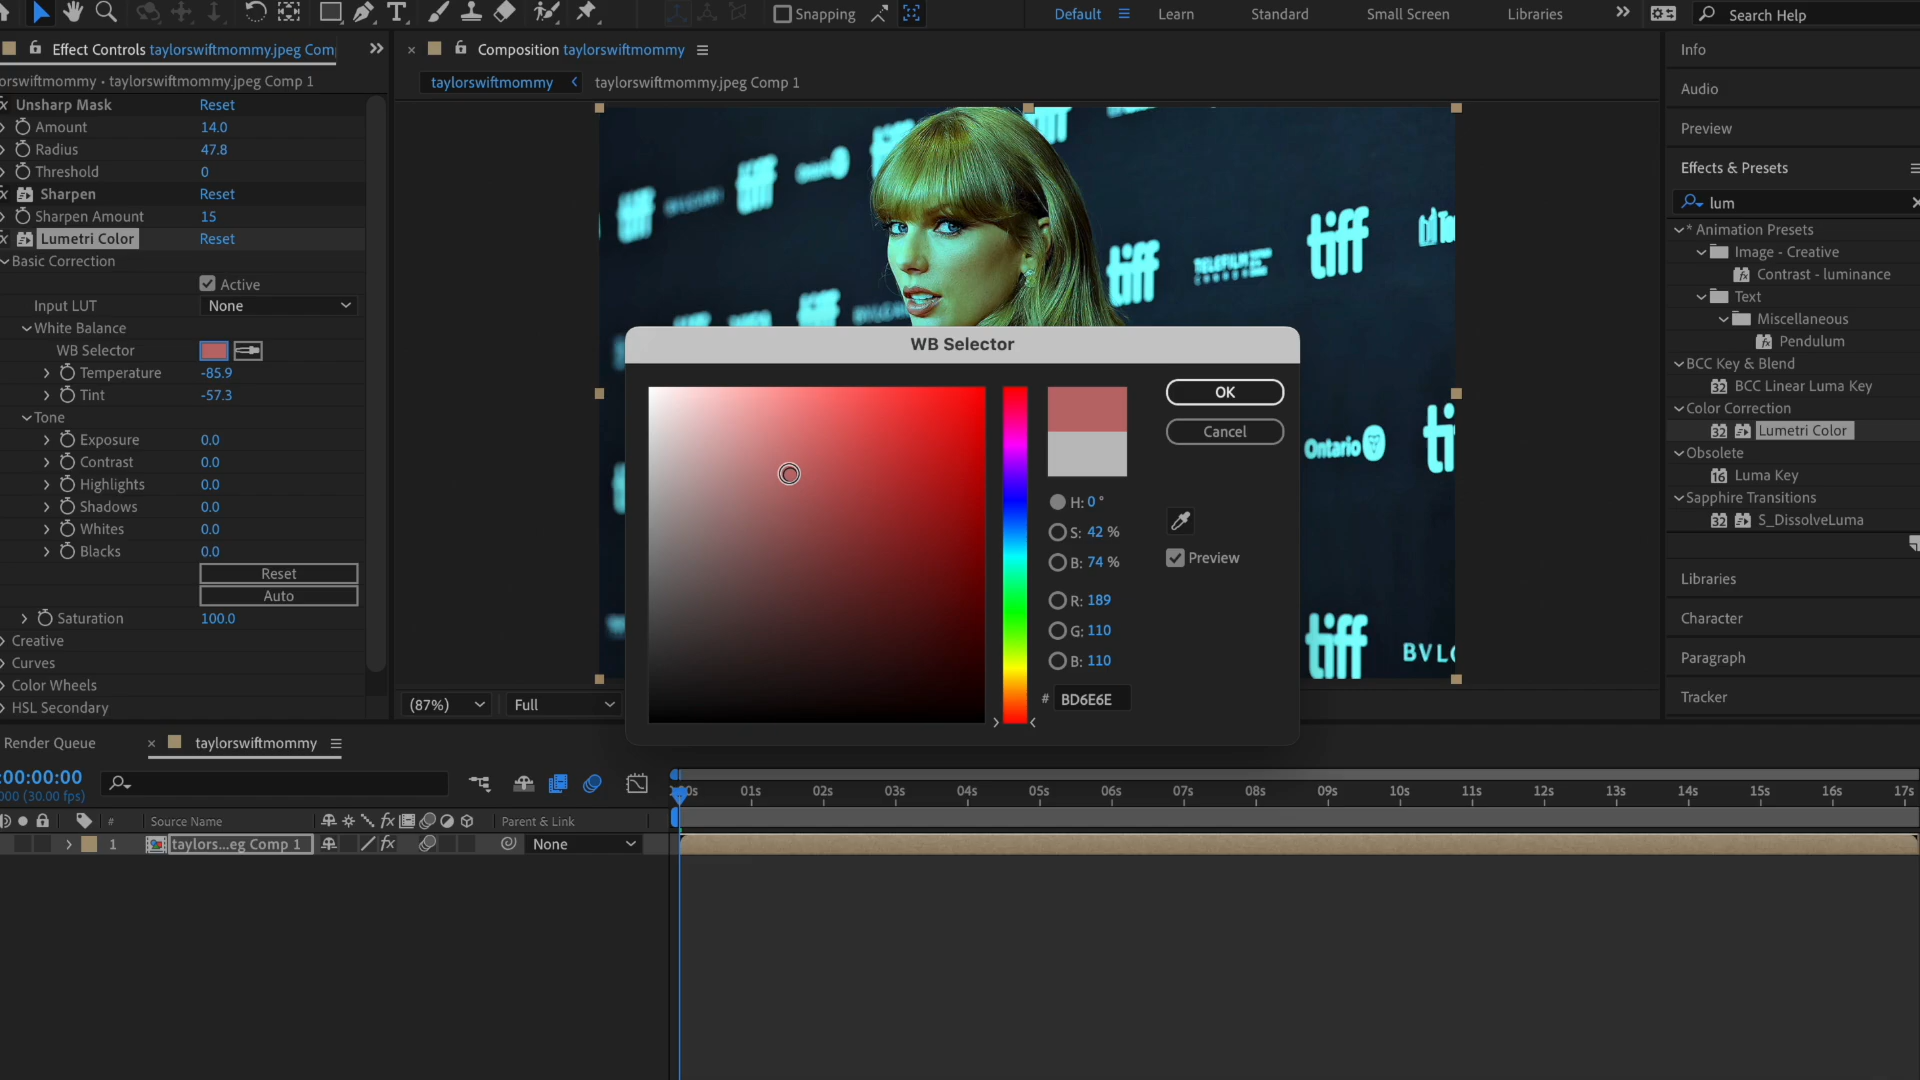 Snapping
Default
Learn
Standard
Small Screen
Libraries
Search Help
Effect Controls taylorswiftmommy.jpeg Com
Composition taylorswiftmommy
Info
orswiftmommy • taylorswiftmommy.jpeg Comp 1
taylorswiftmommy
taylorswiftmommy.jpeg Comp 1
Audio
Preview
Effects & Presets
lum
Unsharp Mask Reset
Amount 14.0
Radius 47.8
Threshold 0
Sharpen Reset
Sharpen Amount 15
Lumetri Color Reset
Basic Correction
Active
Input LUT None
White Balance
WB Selector
Temperature -85.9
Tint -57.3
Tone
Exposure 0.0
Contrast 0.0
Highlights 0.0
Shadows 0.0
Whites 0.0
Blacks 0.0
Reset
Auto
Saturation 100.0
Creative
Curves
Color Wheels
HSL Secondary
tiff
TELEFILM
tiff
Ontario
tiff
BVLG
(87%)
Full
WB Selector
OK
Cancel
H: 0 °
S: 42 %
B: 74 %
Preview
R: 189
G: 110
B: 110
# BD6E6E
* Animation Presets
Image - Creative
Contrast - luminance
Text
Miscellaneous
Pendulum
BCC Key & Blend
32 BCC Linear Luma Key
Color Correction
32 Lumetri Color
Obsolete
16 Luma Key
Sapphire Transitions
32 S_DissolveLuma
Libraries
Character
Paragraph
Tracker
Render Queue
taylorswiftmommy
:00:00:00
000 (30.00 fps)
# Source Name
Parent & Link
1 taylors...eg Comp 1 None
01s 02s 03s 04s 05s 06s 07s 08s 09s 10s 11s 12s 13s 14s 15s 16s 17s